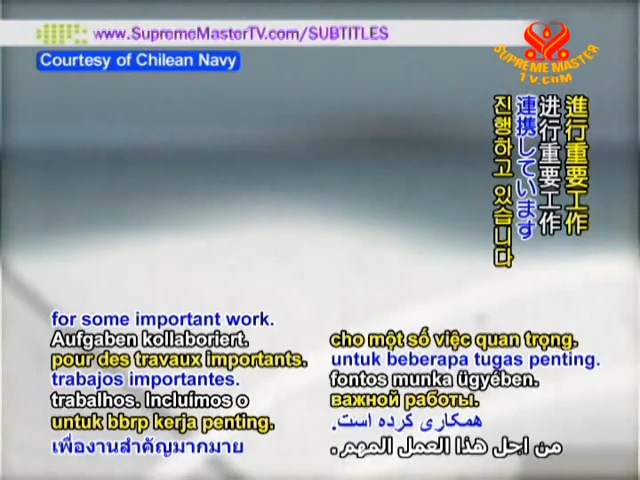 www.SupremeMasterTV.com/SUBTITLES
Courtesy of Chilean Navy
SUPREME MASTER
TV.COM
進行重要工作
进行重要工作
連携しています
진행하고 있습니다
for some important work.
Aufgaben kollaboriert.
pour des travaux importants.
trabajos importantes.
trabalhos. Incluímos o
untuk bbrp kerja penting.
เพื่องานสำคัญมากมาย
cho một số việc quan trọng.
untuk beberapa tugas penting.
fontos munka ügyében.
важной работы.
همکاری کرده است.
من اجل هذا العمل المهم.